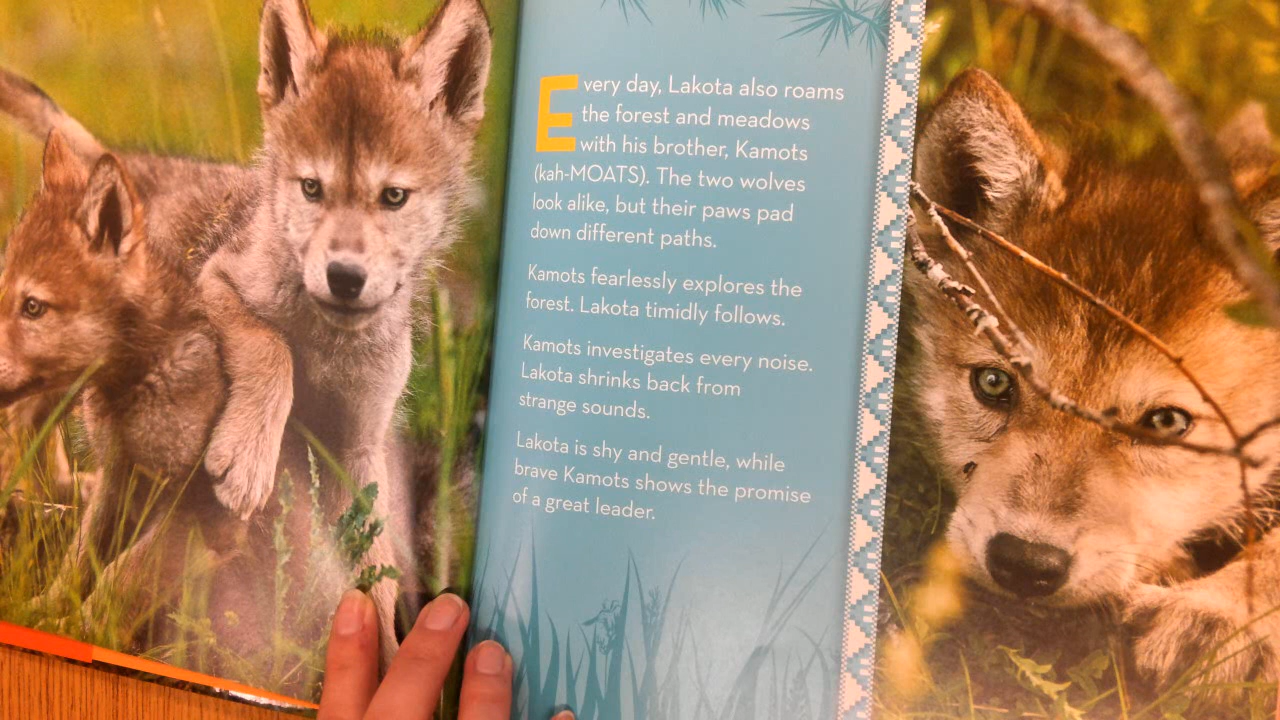 Every day, Lakota also roams
the forest and meadows
with his brother, Kamots
(kah-MOATS). The two wolves
look alike, but their paws pad
down different paths.
Kamots fearlessly explores the
forest. Lakota timidly follows.
Kamots investigates every noise.
Lakota shrinks back from
strange sounds.
Lakota is shy and gentle, while
brave Kamots shows the promise
of a great leader.